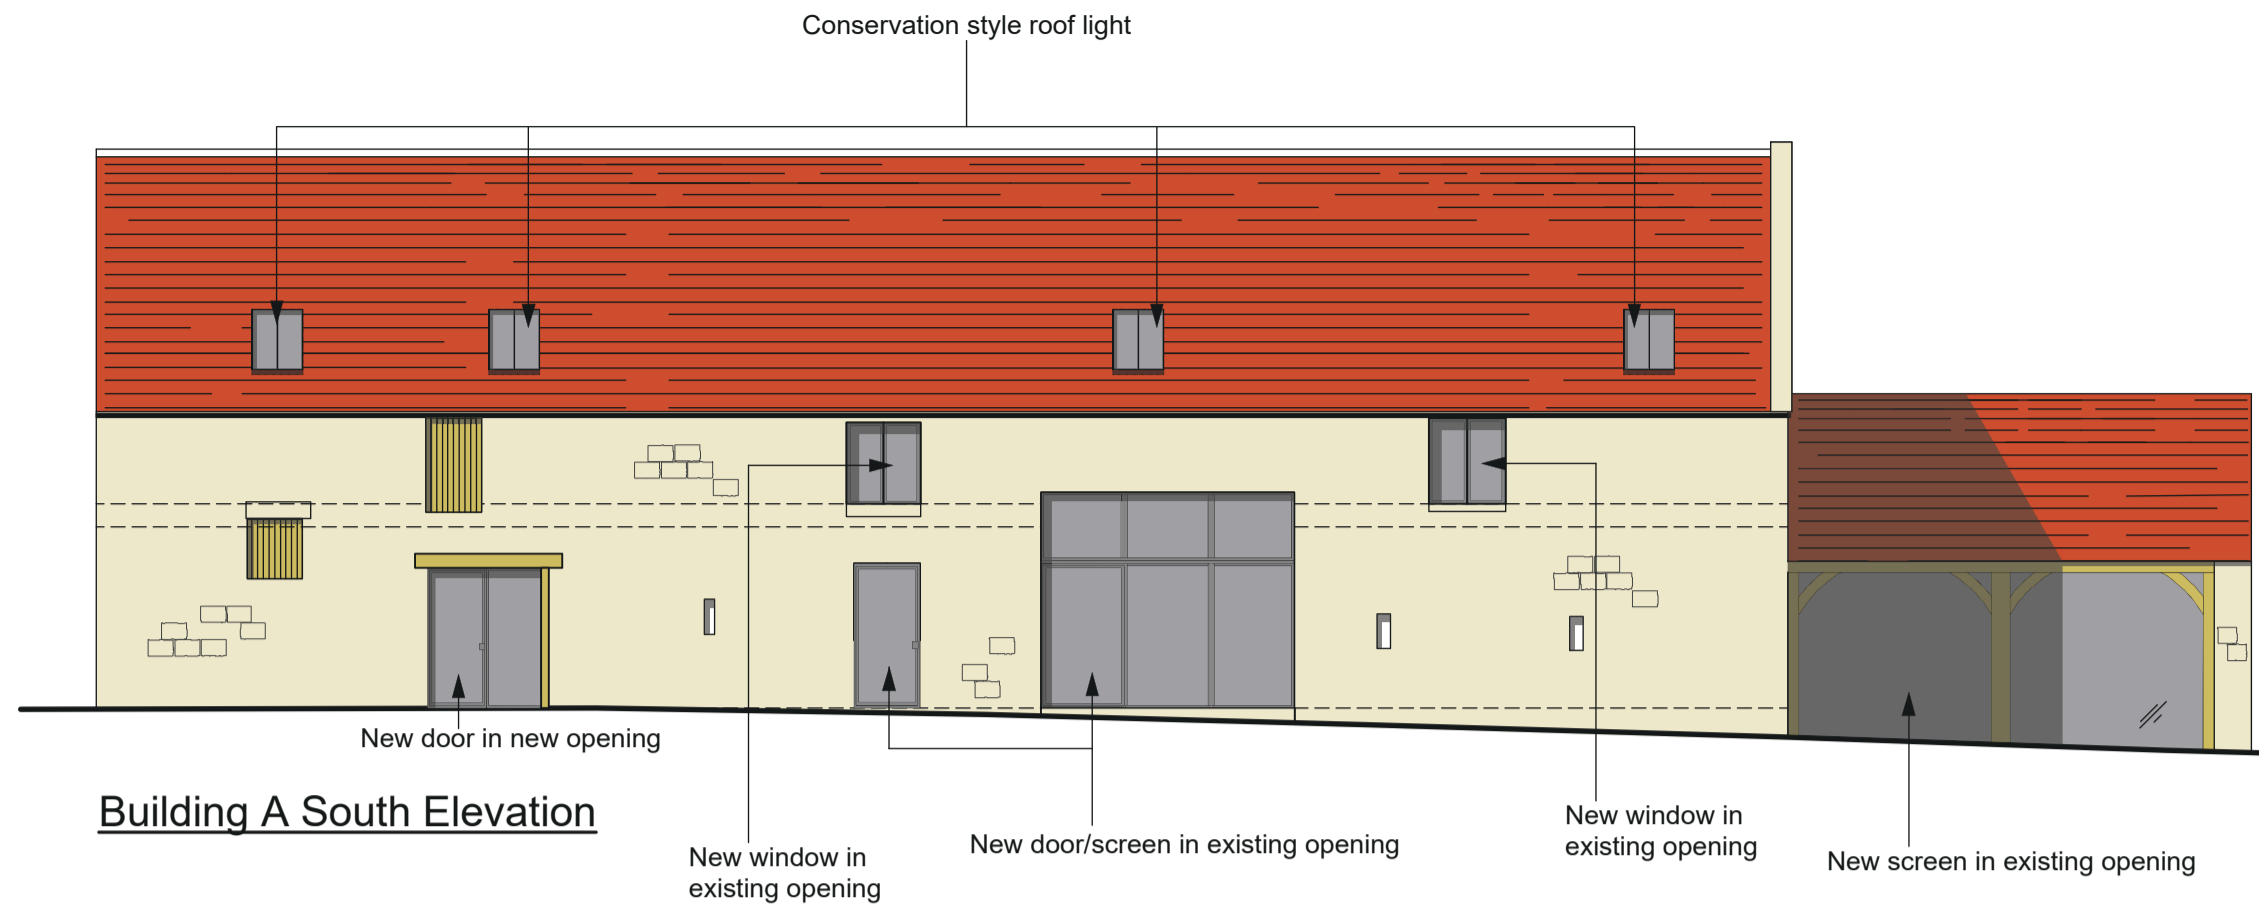 Conservation style roof light
New door in new opening
Building A South Elevation
New window in
existing opening
New door/screen in existing opening
New window in
existing opening
New screen in existing opening